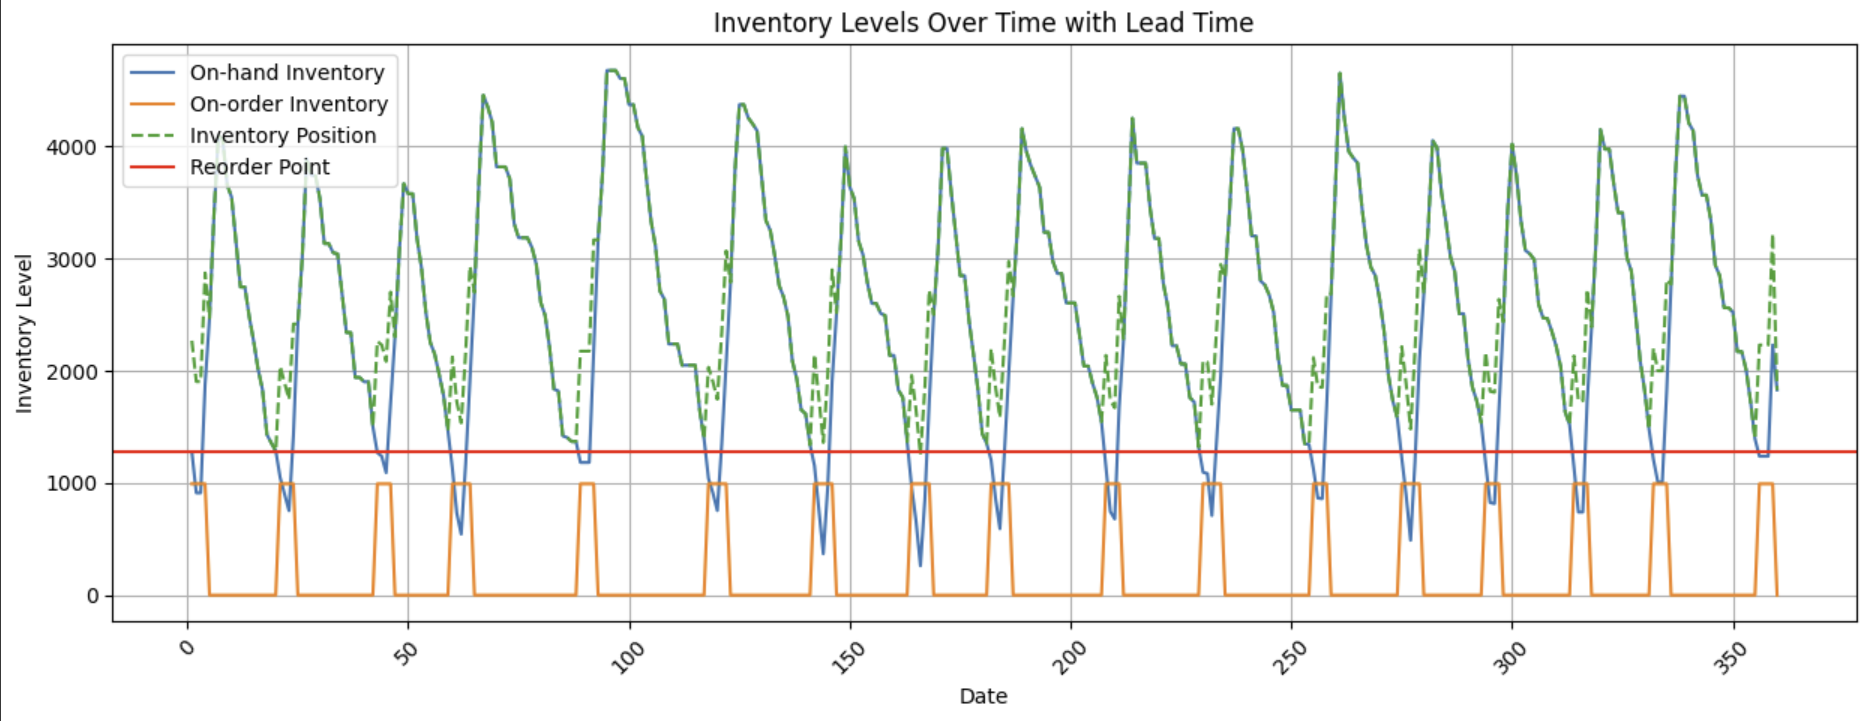 Inventory Levels Over Time with Lead Time
On-hand Inventory
On-order Inventory
Inventory Position
Reorder Point
Inventory Level
4000
3000
2000
1000
0
0
50
100
150
200
250
300
350
Date